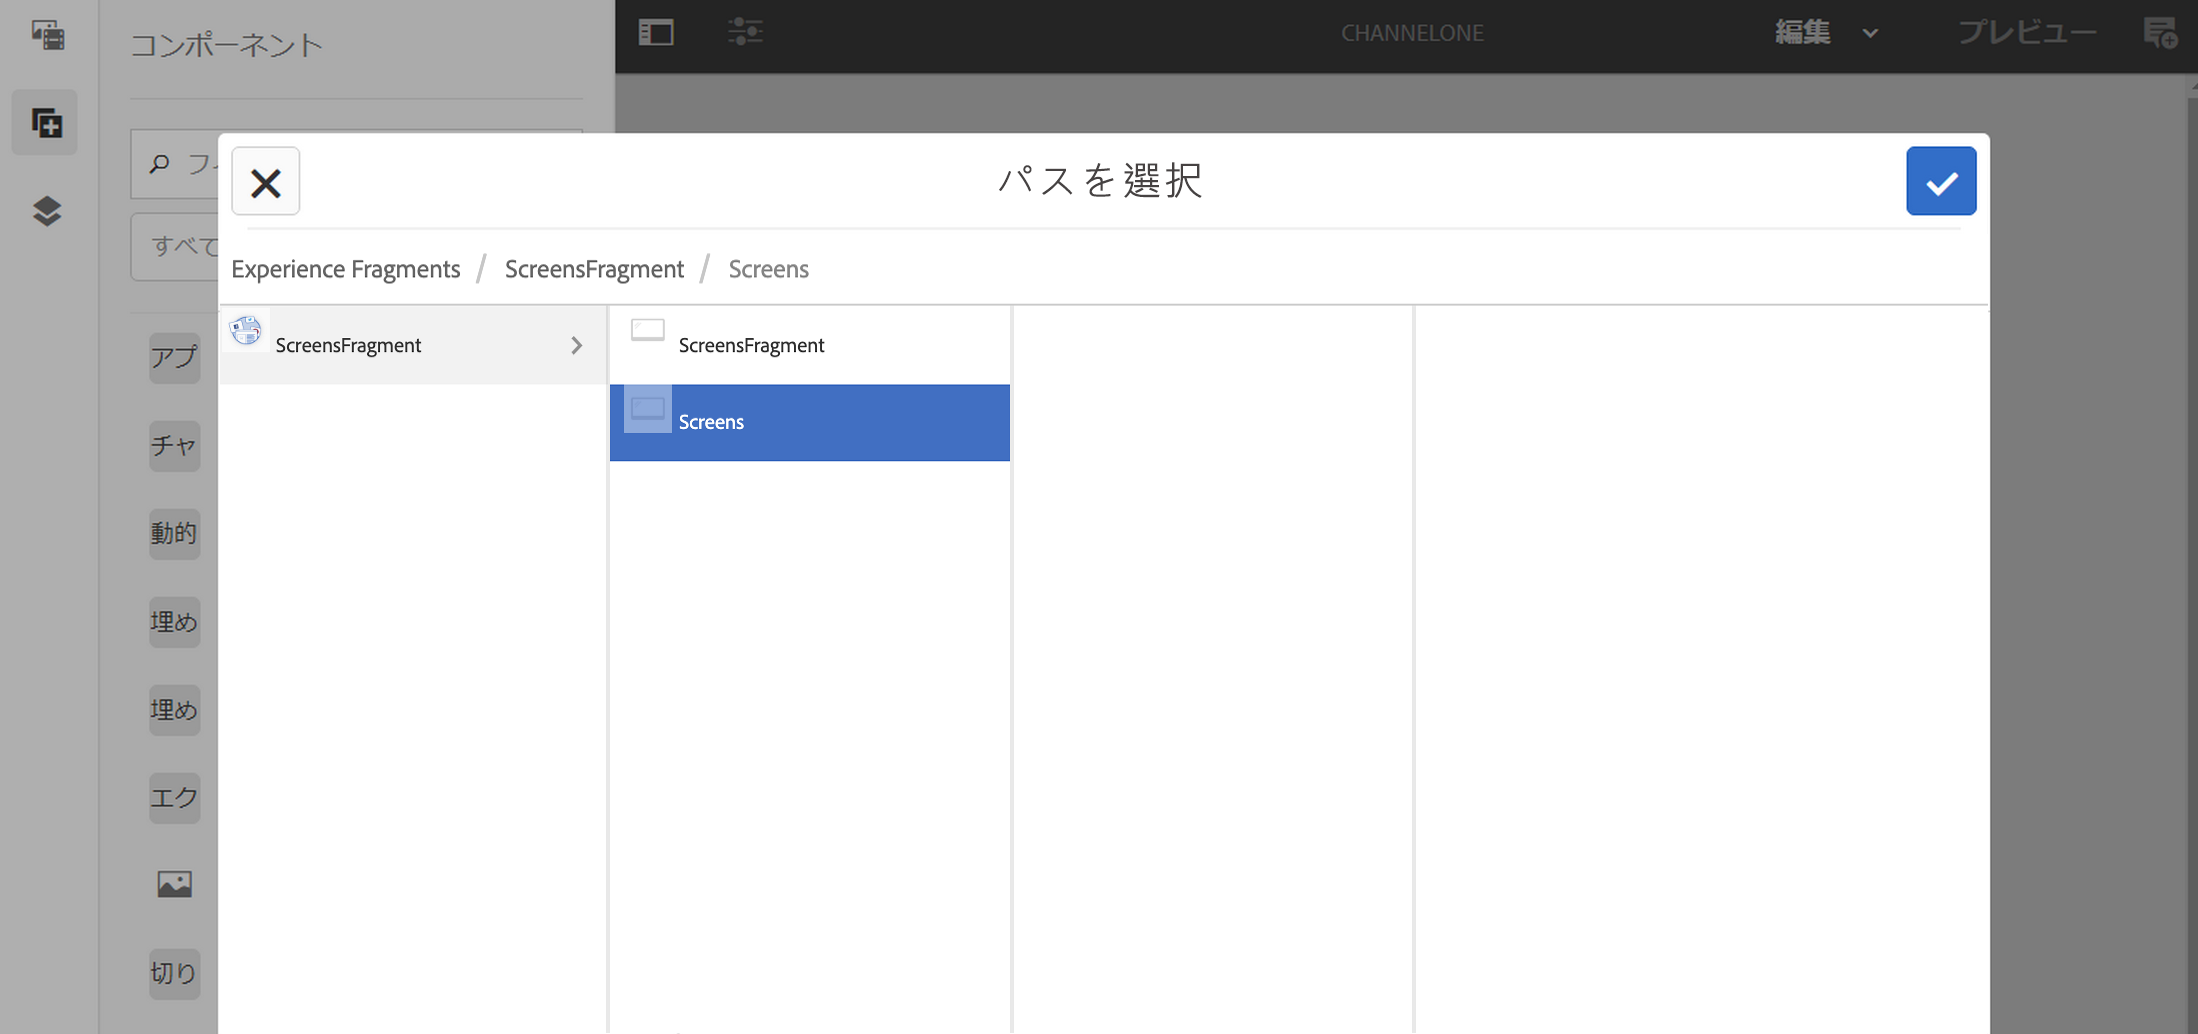 コンポーネント
CHANNELONE
編集
プレビュー
フィ
すべて
パスを選択
Experience Fragments / ScreensFragment / Screens
ScreensFragment
ScreensFragment
Screens
アプ
チャ
動的
埋め
埋め
エク
切り